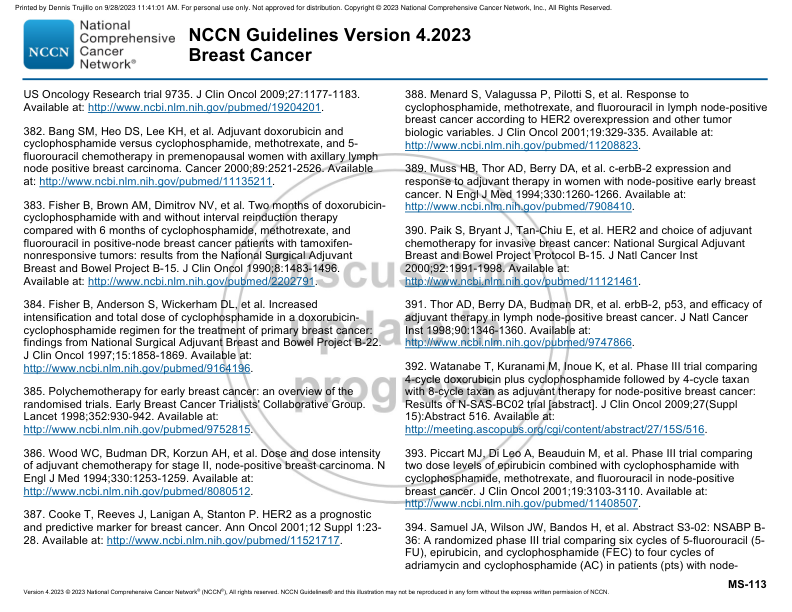 Printed by Dennis Trujillo on 9/28/2023 11:41:01 AM. For personal use only. Not approved for distribution. Copyright © 2023 National Comprehensive Cancer Network, Inc., All Rights Reserved.
NCCN
National
Comprehensive
Cancer
Network®
NCCN Guidelines Version 4.2023
Breast Cancer
US Oncology Research trial 9735. J Clin Oncol 2009;27:1177-1183.
Available at: http://www.ncbi.nlm.nih.gov/pubmed/19204201.
382. Bang SM, Heo DS, Lee KH, et al. Adjuvant doxorubicin and
cyclophosphamide versus cyclophosphamide, methotrexate, and 5-
fluorouracil chemotherapy in premenopausal women with axillary lymph
node positive breast carcinoma. Cancer 2000;89:2521-2526. Available
at: http://www.ncbi.nlm.nih.gov/pubmed/11135211.
383. Fisher B, Brown AM, Dimitrov NV, et al. Two months of doxorubicin-
cyclophosphamide with and without interval reinduction therapy
compared with 6 months of cyclophosphamide, methotrexate, and
fluorouracil in positive-node breast cancer patients with tamoxifen-
nonresponsive tumors: results from the National Surgical Adjuvant
Breast and Bowel Project B-15. J Clin Oncol 1990;8:1483-1496.
Available at: http://www.ncbi.nlm.nih.gov/pubmed/2202791.
384. Fisher B, Anderson S, Wickerham DL, et al. Increased
intensification and total dose of cyclophosphamide in a doxorubicin-
cyclophosphamide regimen for the treatment of primary breast cancer:
findings from National Surgical Adjuvant Breast and Bowel Project B-22.
J Clin Oncol 1997;15:1858-1869. Available at:
http://www.ncbi.nlm.nih.gov/pubmed/9164196.
385. Polychemotherapy for early breast cancer: an overview of the
randomised trials. Early Breast Cancer Trialists' Collaborative Group.
Lancet 1998;352:930-942. Available at:
http://www.ncbi.nlm.nih.gov/pubmed/9752815.
386. Wood WC, Budman DR, Korzun AH, et al. Dose and dose intensity
of adjuvant chemotherapy for stage II, node-positive breast carcinoma. N
Engl J Med 1994;330:1253-1259. Available at:
http://www.ncbi.nlm.nih.gov/pubmed/8080512.
387. Cooke T, Reeves J, Lanigan A, Stanton P. HER2 as a prognostic
and predictive marker for breast cancer. Ann Oncol 2001;12 Suppl 1:23-
28. Available at: http://www.ncbi.nlm.nih.gov/pubmed/11521717.
388. Menard S, Valagussa P, Pilotti S, et al. Response to
cyclophosphamide, methotrexate, and fluorouracil in lymph node-positive
breast cancer according to HER2 overexpression and other tumor
biologic variables. J Clin Oncol 2001;19:329-335. Available at:
http://www.ncbi.nlm.nih.gov/pubmed/11208823.
389. Muss HB, Thor AD, Berry DA, et al. c-erbB-2 expression and
response to adjuvant therapy in women with node-positive early breast
cancer. N Engl J Med 1994;330:1260-1266. Available at:
http://www.ncbi.nlm.nih.gov/pubmed/7908410.
390. Paik S, Bryant J, Tan-Chiu E, et al. HER2 and choice of adjuvant
chemotherapy for invasive breast cancer: National Surgical Adjuvant
Breast and Bowel Project Protocol B-15. J Natl Cancer Inst
2000;92:1991-1998. Available at:
http://www.ncbi.nlm.nih.gov/pubmed/11121461.
391. Thor AD, Berry DA, Budman DR, et al. erbB-2, p53, and efficacy of
adjuvant therapy in lymph node-positive breast cancer. J Natl Cancer
Inst 1998;90:1346-1360. Available at:
http://www.ncbi.nlm.nih.gov/pubmed/9747866.
392. Watanabe T, Kuranami M, Inoue K, et al. Phase III trial comparing
4-cycle doxorubicin plus cyclophosphamide followed by 4-cycle taxan
with 8-cycle taxan as adjuvant therapy for node-positive breast cancer:
Results of N-SAS-BC02 trial [abstract]. J Clin Oncol 2009;27(Suppl
15):Abstract 516. Available at:
http://meeting.ascopubs.org/cgi/content/abstract/27/15S/516.
393. Piccart MJ, Di Leo A, Beauduin M, et al. Phase III trial comparing
two dose levels of epirubicin combined with cyclophosphamide with
cyclophosphamide, methotrexate, and fluorouracil in node-positive
breast cancer. J Clin Oncol 2001;19:3103-3110. Available at:
http://www.ncbi.nlm.nih.gov/pubmed/11408507.
394. Samuel JA, Wilson JW, Bandos H, et al. Abstract S3-02: NSABP B-
36: A randomized phase III trial comparing six cycles of 5-fluorouracil (5-
FU), epirubicin, and cyclophosphamide (FEC) to four cycles of
adriamycin and cyclophosphamide (AC) in patients (pts) with node-
Discussion
update in
progress
MS-113
Version 4.2023 © 2023 National Comprehensive Cancer Network® (NCCN®), All rights reserved. NCCN Guidelines® and this illustration may not be reproduced in any form without the express written permission of NCCN.